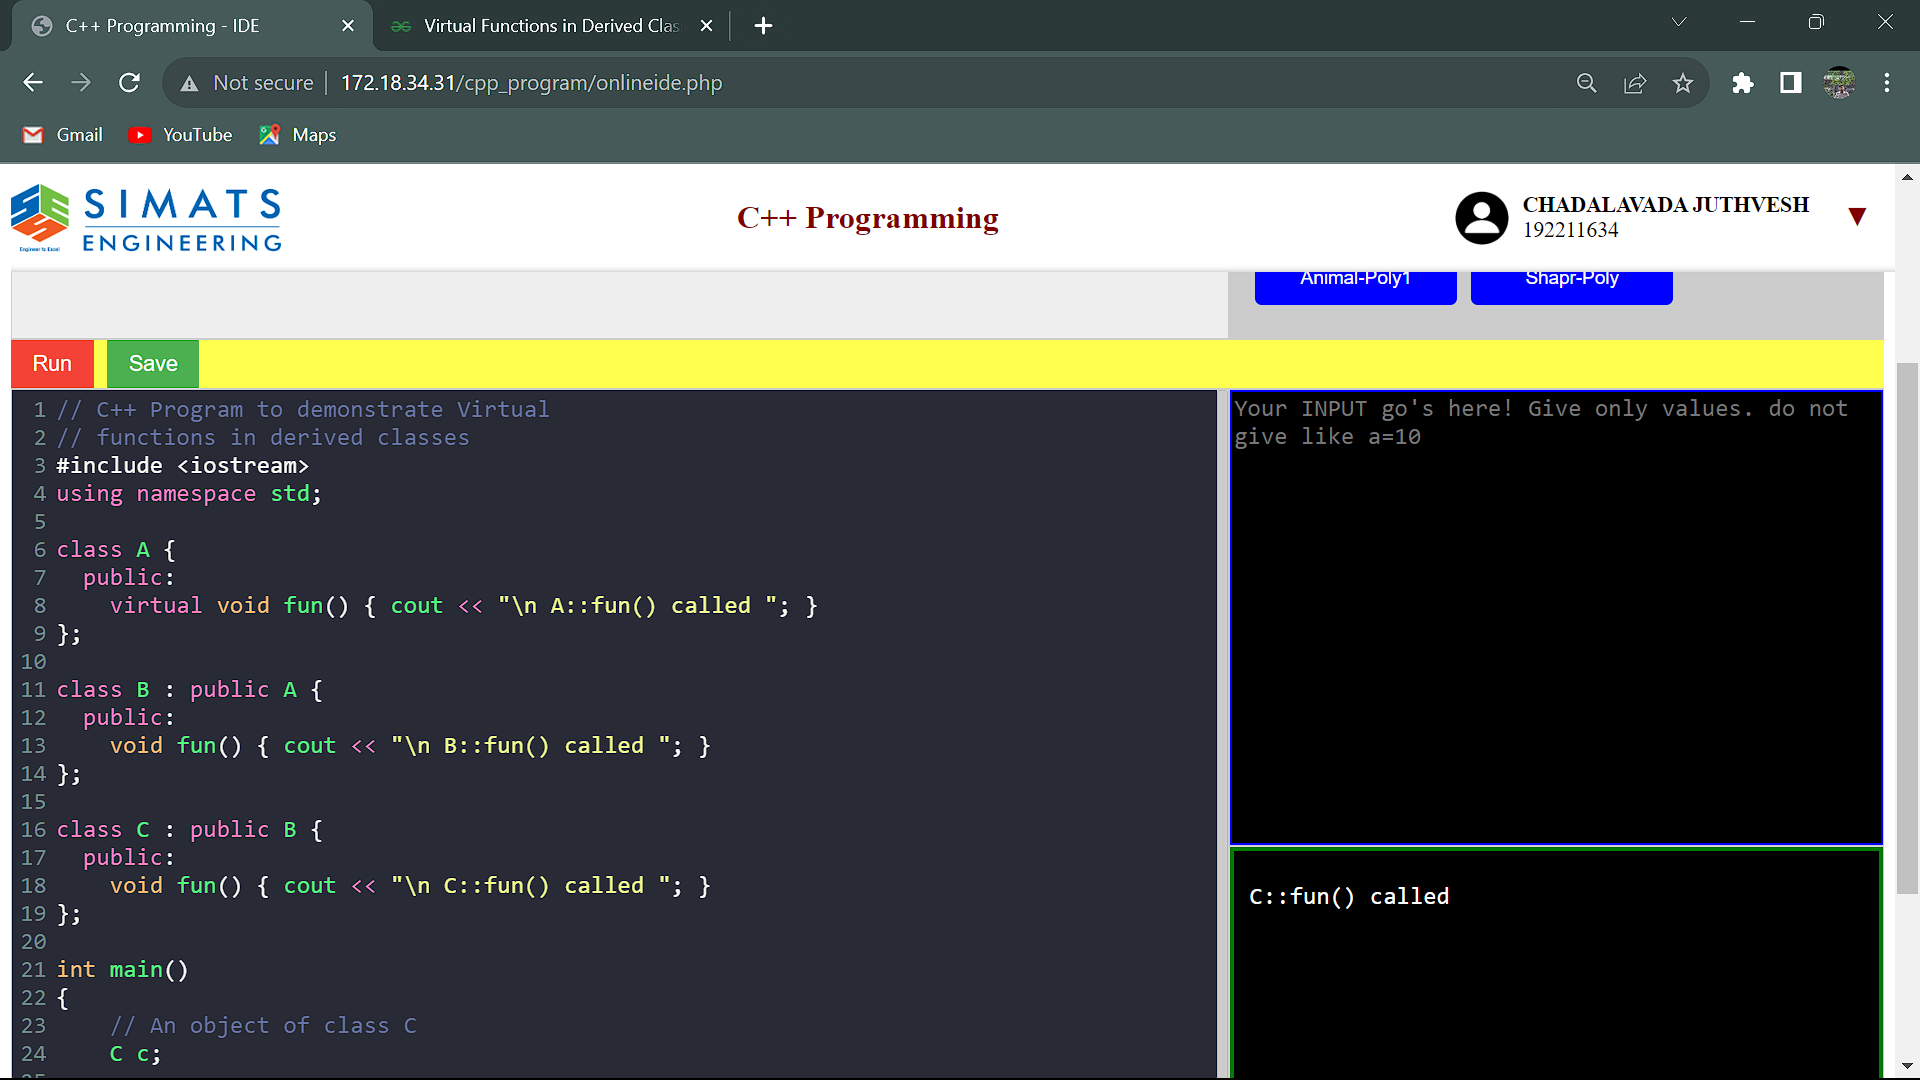 C++ Programming - IDE
Virtual Functions in Derived Clas
Not secure
172.18.34.31/cpp_program/onlineide.php
Gmail
YouTube
Maps
SIMATS
ENGINEERING
Engineer to Excel
C++ Programming
CHADALAVADA JUTHVESH
192211634
Animal-Poly1
Shapr-Poly
Run
Save
1 // C++ Program to demonstrate Virtual
2 // functions in derived classes
3 #include <iostream>
4 using namespace std;
5
6 class A {
7   public:
8     virtual void fun() { cout << "\n A::fun() called "; }
9 };
10
11 class B : public A {
12   public:
13     void fun() { cout << "\n B::fun() called "; }
14 };
15
16 class C : public B {
17   public:
18     void fun() { cout << "\n C::fun() called "; }
19 };
20
21 int main()
22 {
23     // An object of class C
24     C c;
Your INPUT go's here! Give only values. do not
give like a=10
C::fun() called